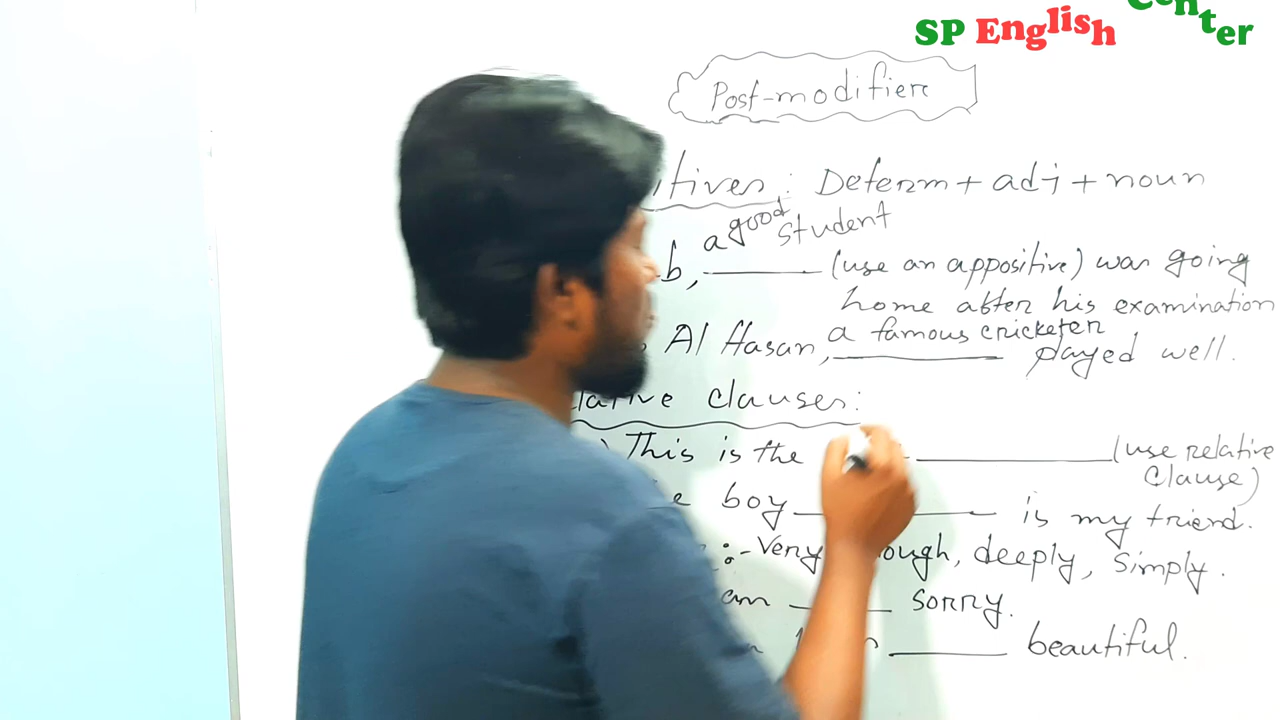 SP English Center
Post-modifier
: Determ + adj + noun
a good student
, (use an appositive) was going
home after his examination
a famous cricketer
Al Hasan, played well.
clauses:
This is the (use relative
clause)
boy is my friend.
:- Very deeply, simply.
am sorry.
beautiful.